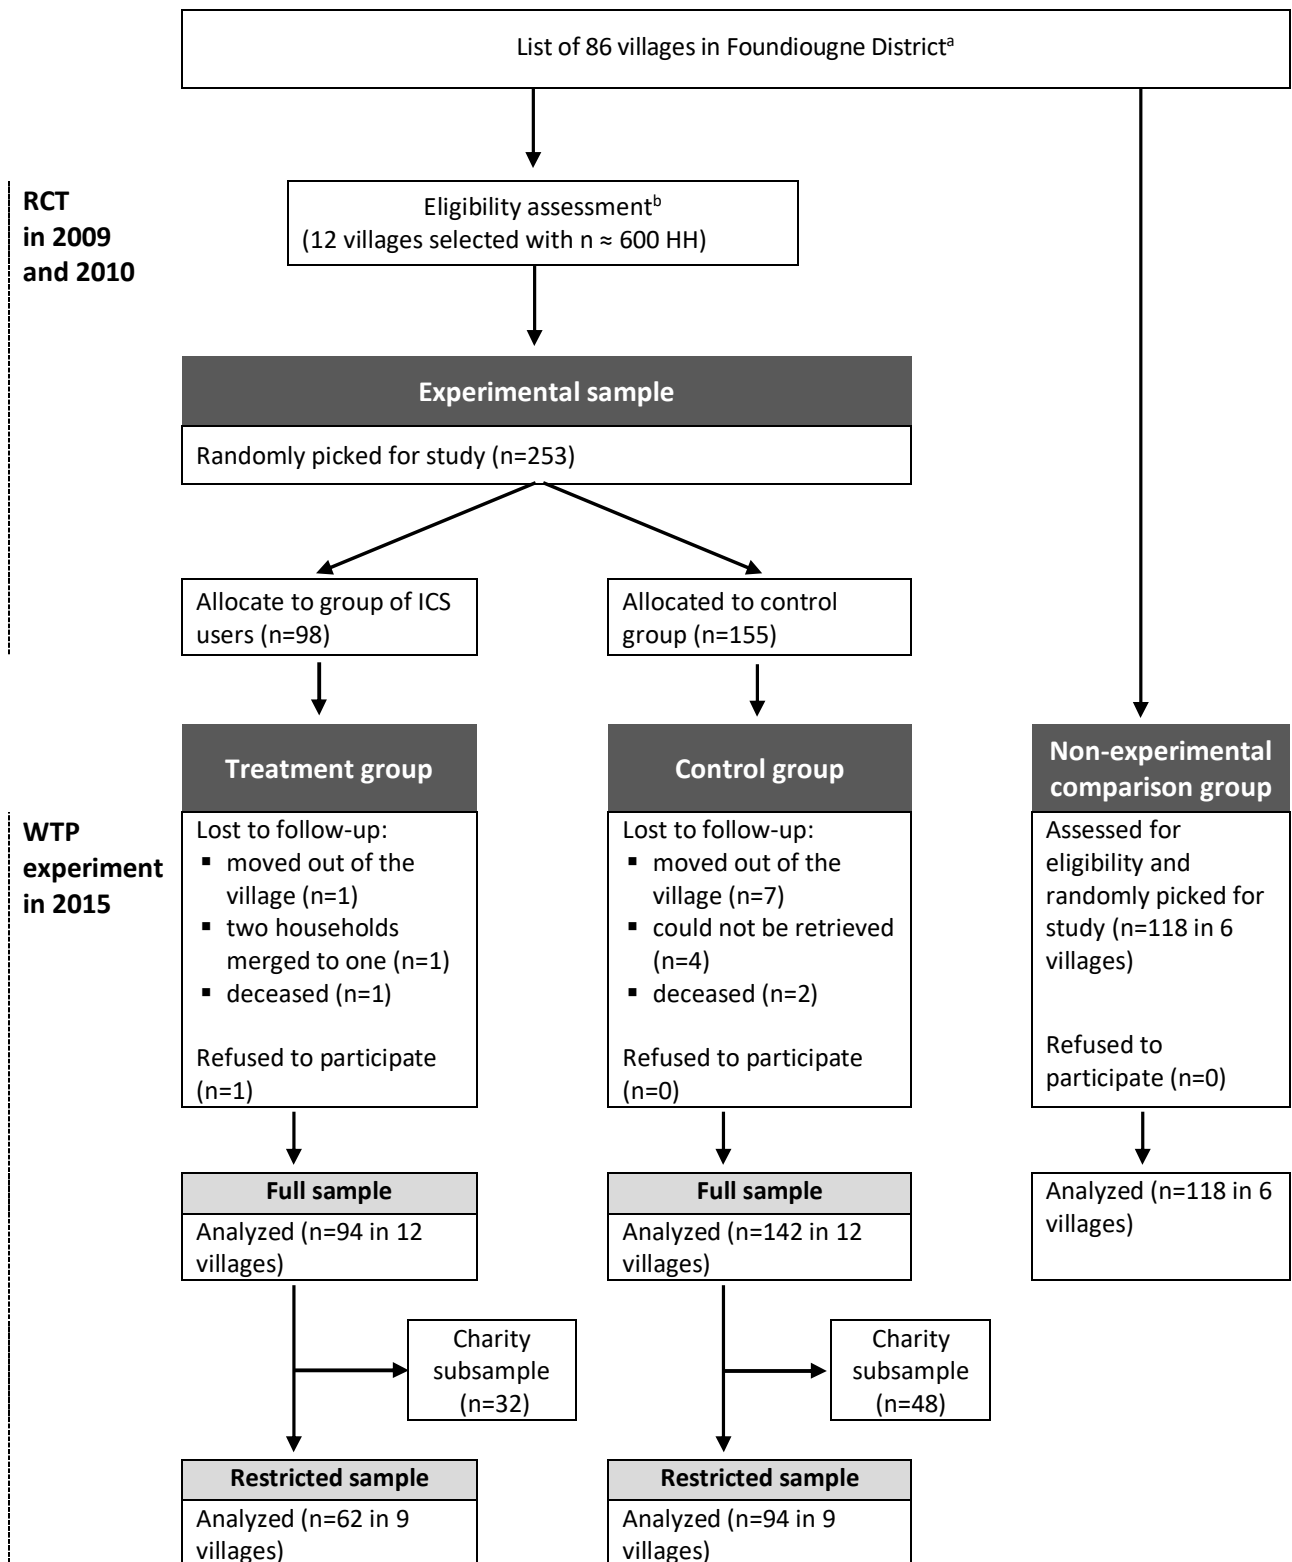 List of 86 villages in Foundiougne Districtᵃ
RCT
in 2009
and 2010
Eligibility assessmentᵇ
(12 villages selected with n ≈ 600 HH)
Experimental sample
Randomly picked for study (n=253)
Allocate to group of ICS
users (n=98)
Allocated to control
group (n=155)
WTP
experiment
in 2015
Treatment group
Lost to follow-up:
▪ moved out of the
village (n=1)
▪ two households
merged to one (n=1)
▪ deceased (n=1)
Refused to participate
(n=1)
Control group
Lost to follow-up:
▪ moved out of the
village (n=7)
▪ could not be retrieved
(n=4)
▪ deceased (n=2)
Refused to participate
(n=0)
Non-experimental
comparison group
Assessed for
eligibility and
randomly picked for
study (n=118 in 6
villages)
Refused to
participate (n=0)
Full sample
Analyzed (n=94 in 12
villages)
Full sample
Analyzed (n=142 in 12
villages)
Analyzed (n=118 in 6
villages)
Charity
subsample
(n=32)
Charity
subsample
(n=48)
Restricted sample
Analyzed (n=62 in 9
villages)
Restricted sample
Analyzed (n=94 in 9
villages)